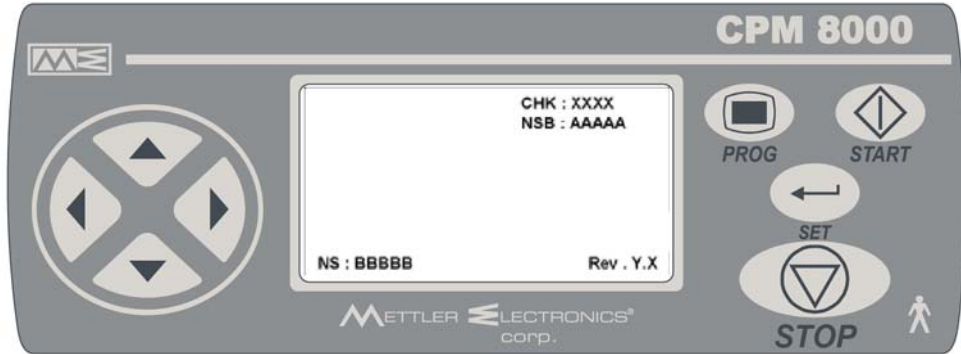 CPM 8000
CHK : XXXX
NSB : AAAAA
PROG
START
SET
NS : BBBBB
Rev . Y.X
STOP
METTLER ELECTRONICS®
corp.